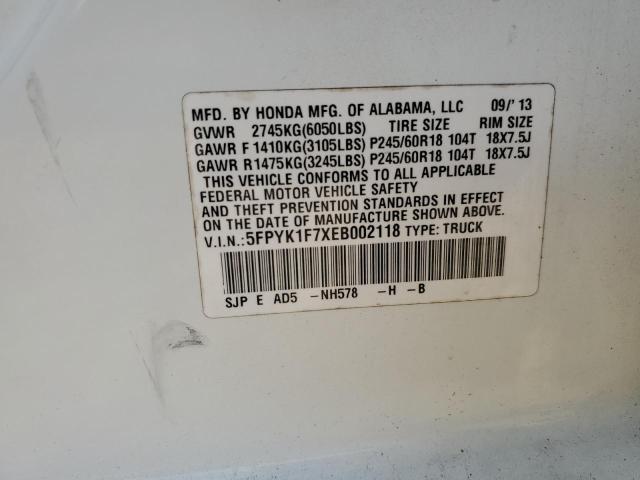 MFD. BY HONDA MFG. OF ALABAMA, LLC 09/'13
GVWR 2745KG(6050LBS) TIRE SIZE RIM SIZE
GAWR F 1410KG(3105LBS) P245/60R18 104T 18X7.5J
GAWR R1475KG(3245LBS) P245/60R18 104T 18X7.5J
THIS VEHICLE CONFORMS TO ALL APPLICABLE
FEDERAL MOTOR VEHICLE SAFETY
AND THEFT PREVENTION STANDARDS IN EFFECT
ON THE DATE OF MANUFACTURE SHOWN ABOVE.
V.I.N.:5FPYK1F7XEB002118 TYPE: TRUCK
SJP E AD5 -NH578 -H -B